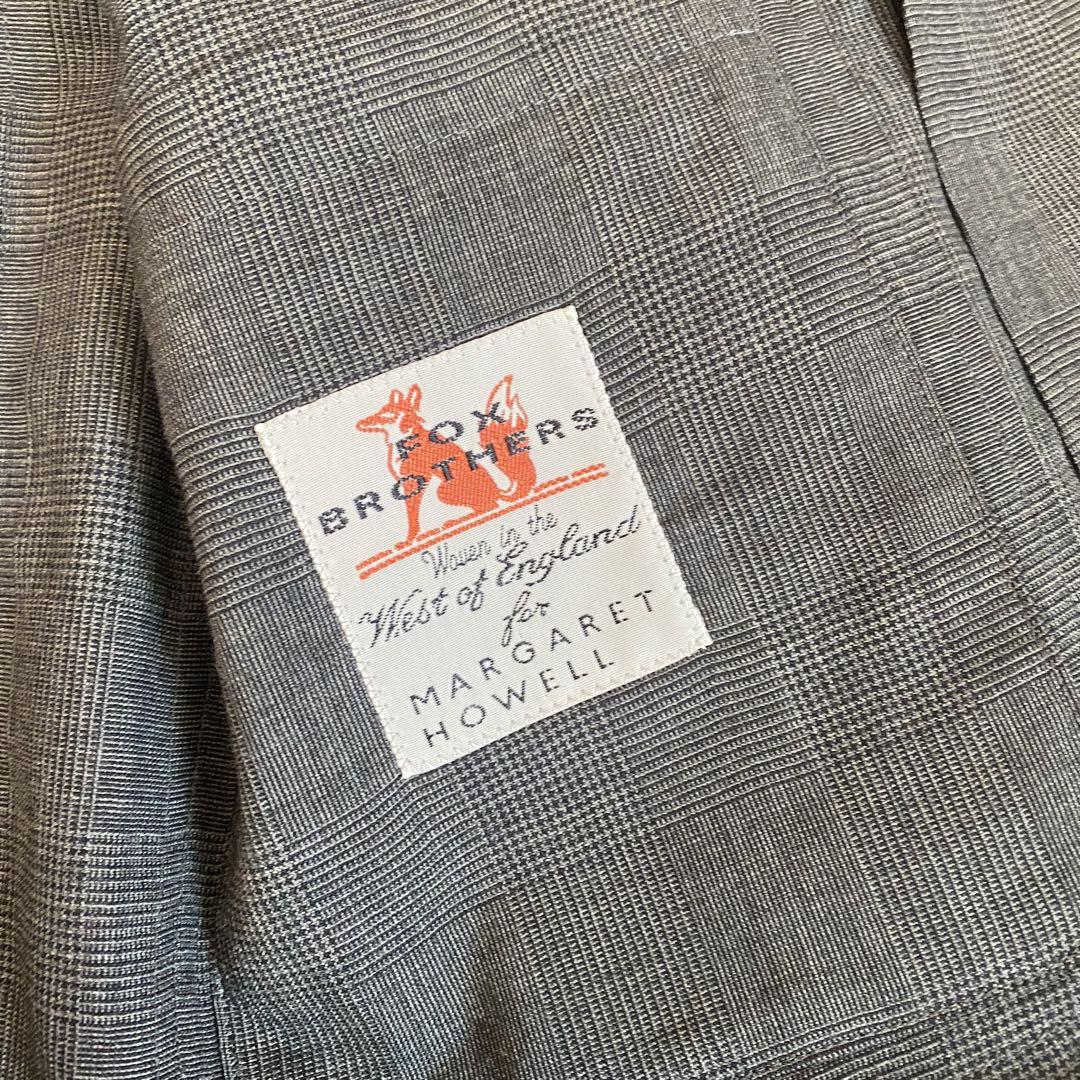 FOX
BROTHERS
Woven in the
West of England
for
MARGARET
HOWELL